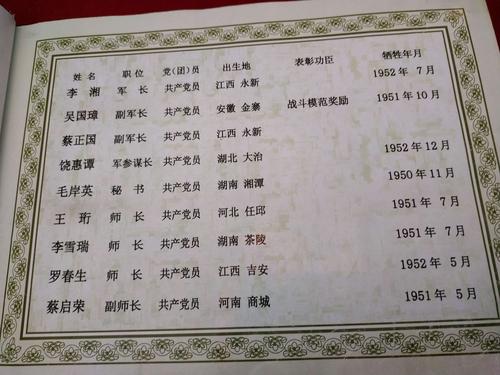 姓名 职位 党(团)员 出生地 表彰功臣 牺牲年月
李湘 军长 共产党员 江西 永新 1952年 7月
吴国璋 副军长 共产党员 安徽 金寨 战斗模范奖励 1951年10月
蔡正国 副军长 共产党员 江西 永新
饶惠谭 军参谋长 共产党员 湖北 大治 1952年12月
毛岸英 秘书 共产党员 湖南 湘潭 1950年11月
王珩 师长 共产党员 河北 任邱 1951年 7月
李雪瑞 师长 共产党员 湖南 茶陵 1951年 7月
罗春生 师长 共产党员 江西 吉安 1952年 5月
蔡启荣 副师长 共产党员 河南 商城 1951年 5月